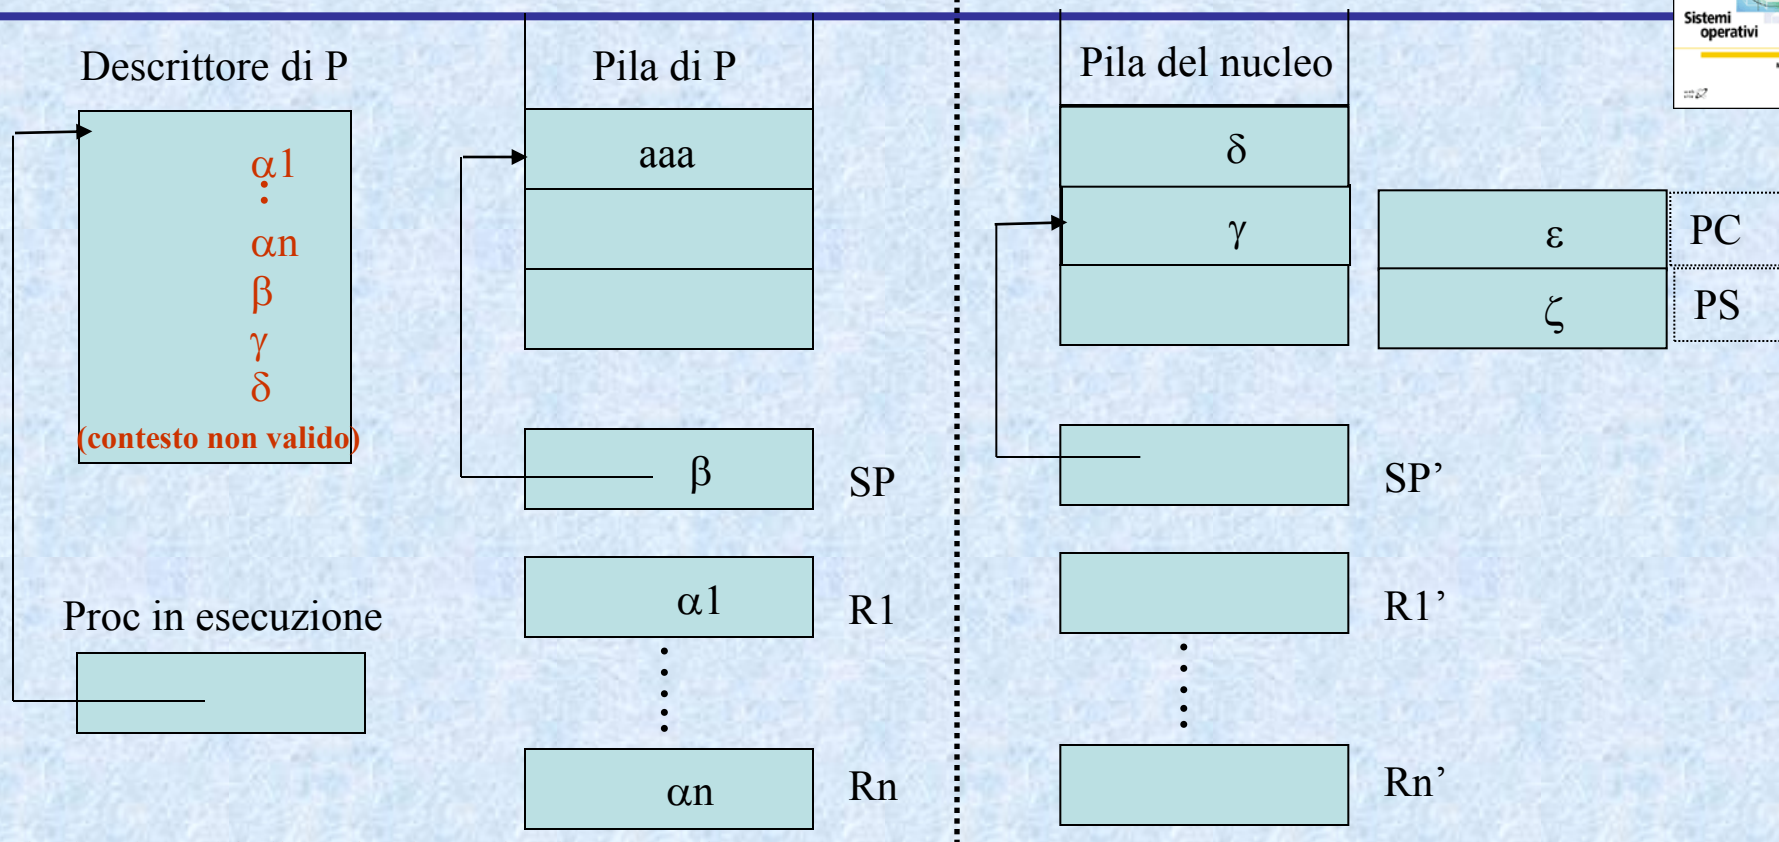 Sistemi
operativi
Descrittore di P
α1
αn
β
γ
δ
(contesto non valido)
Proc in esecuzione
Pila di P
aaa
β
SP
α1
R1
αn
Rn
Pila del nucleo
δ
γ
ε
PC
ζ
PS
SP’
R1’
Rn’